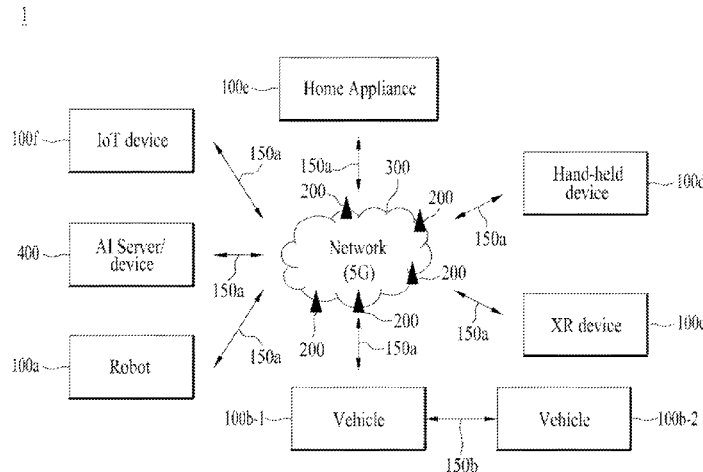 1
100e
Home Appliance
100f
IoT device
150a
150a
300
200
200
Hand-held
device
100d
150a
400
AI Server/
device
150a
Network
(5G)
200
150a
XR device
100c
200
200
150a
100a
Robot
150a
100b-1
Vehicle
Vehicle
100b-2
150b